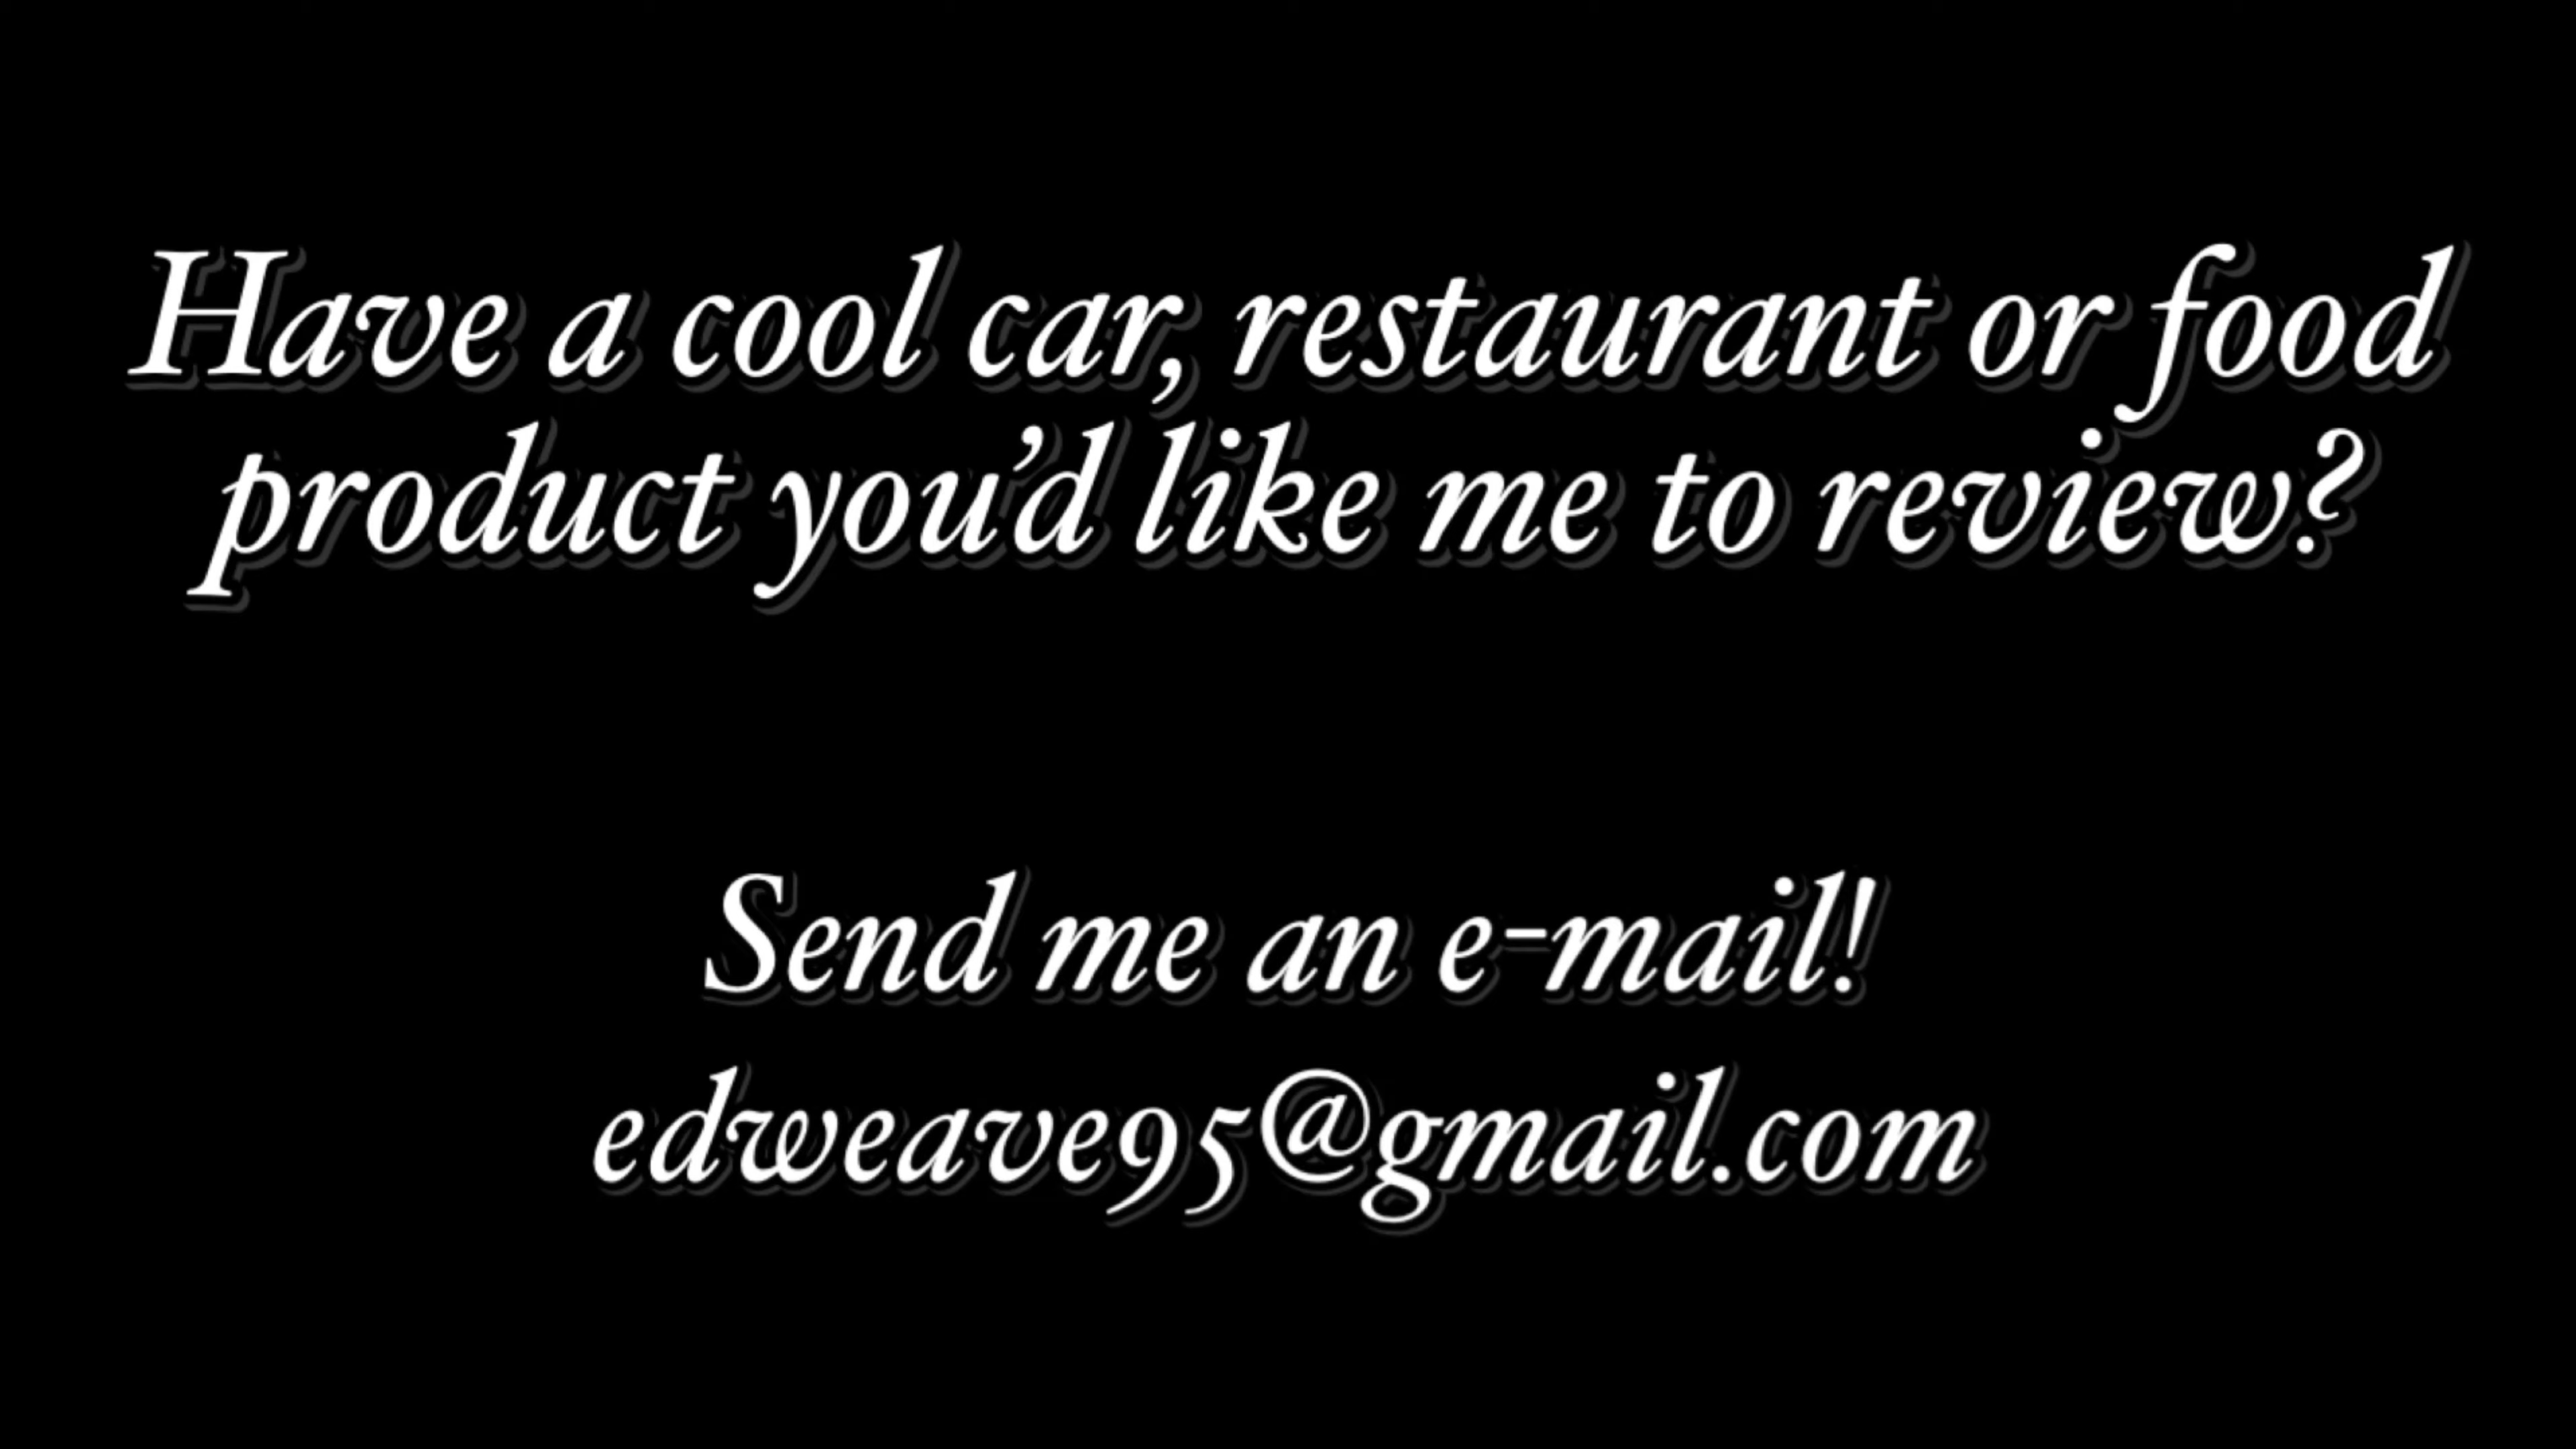 Have a cool car, restaurant or food
product you’d like me to review?
Send me an e-mail!
edweave95@gmail.com